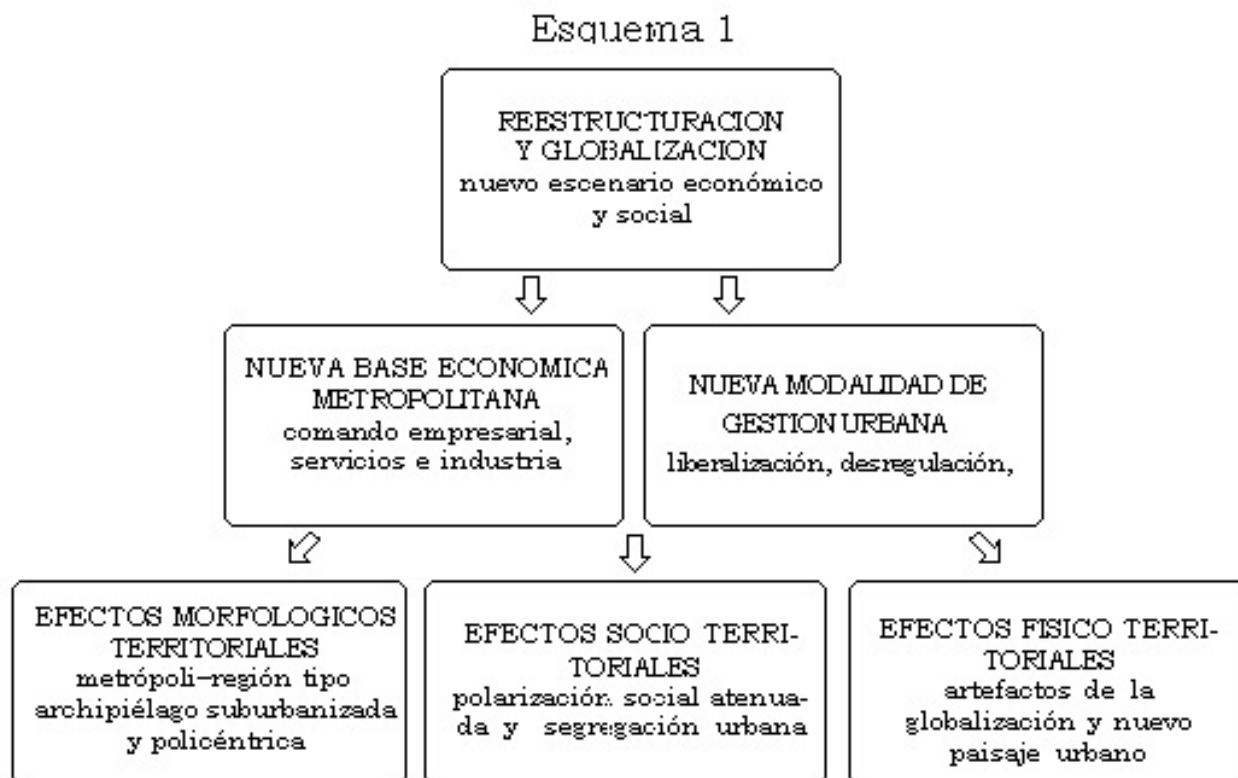 Esquema 1
REESTRUCTURACION
Y GLOBALIZACION
nuevo escenario económico
y social
NUEVA BASE ECONOMICA
METROPOLITANA
comando empresarial,
servicios e industria
NUEVA MODALIDAD DE
GESTION URBANA
liberalización, desregulación,
EFECTOS MORFOLOGICOS
TERRITORIALES
metrópoli-región tipo
archipiélago suburbanizada
y policéntrica
EFECTOS SOCIO TERRI-
TORIALES
polarización social atenua-
da y segregación urbana
EFECTOS FISICO TERRI-
TORIALES
artefactos de la
globalización y nuevo
paisaje urbano